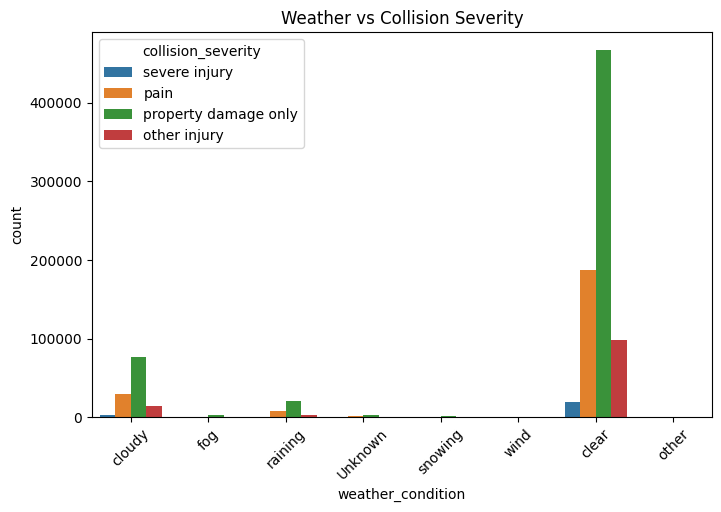 Weather vs Collision Severity
collision_severity
severe injury
pain
property damage only
other injury
400000
300000
200000
100000
0
count
cloudy
fog
raining
Unknown
snowing
wind
clear
other
weather_condition